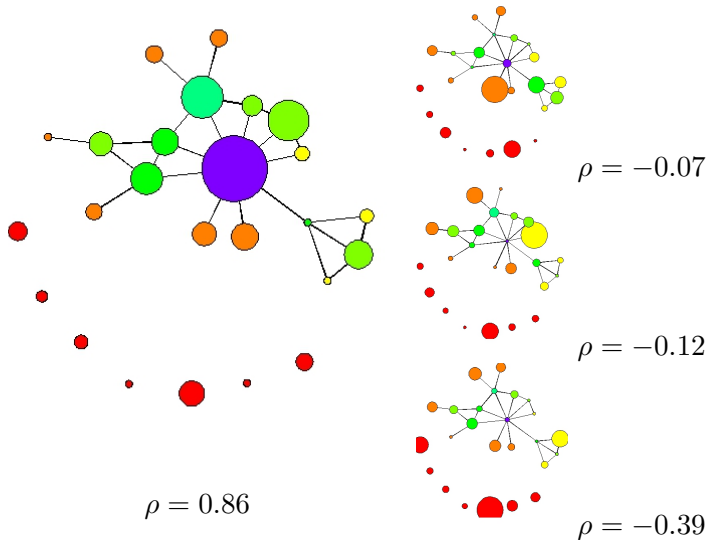 ρ = −0.07
ρ = −0.12
ρ = 0.86
ρ = −0.39